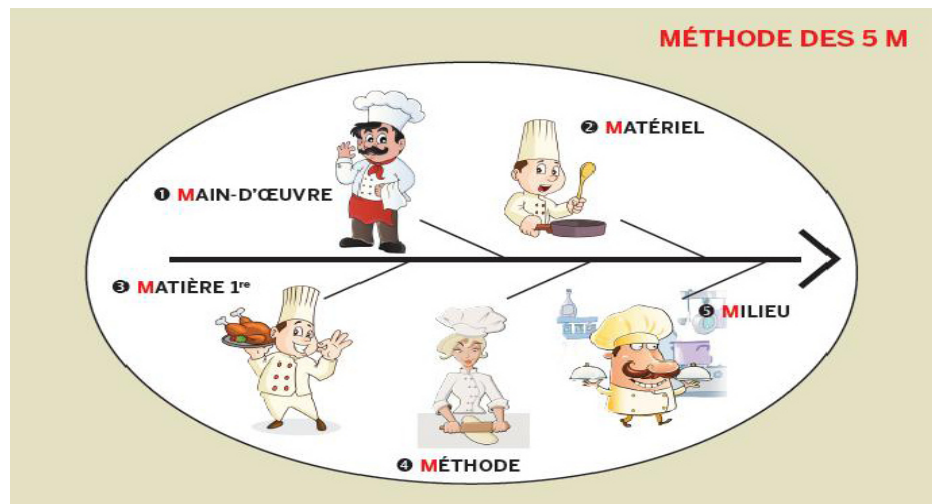 MÉTHODE DES 5 M
❶ MAIN-D'ŒUVRE
❷ MATÉRIEL
❸ MATIÈRE 1re
❹ MÉTHODE
❺ MILIEU